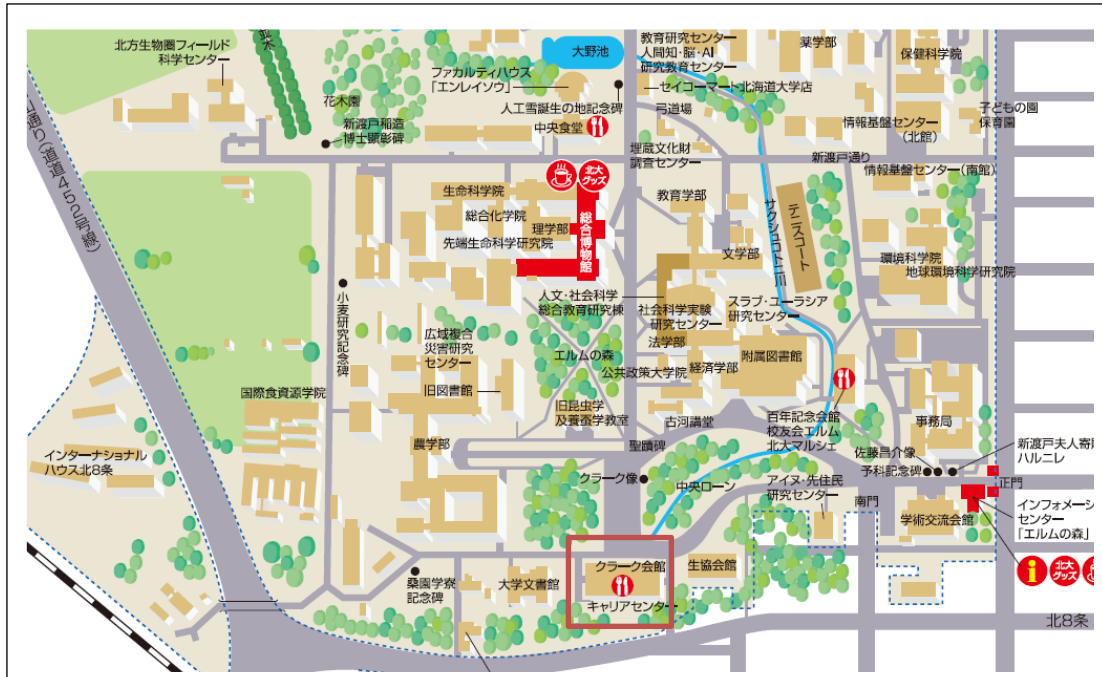 北方生物圏フィールド
科学センター
大野池
ファカルティハウス
「エンレイソウ」
教育研究センター
人間知・脳・AI
研究教育センター
薬学部
保健科学院
セイコーマート北海道大学店
人工雪誕生の地記念碑
花木園
新渡戸稲造
博士顕彰碑
中央食堂
弓道場
情報基盤センター
(北館)
子どもの園
保育園
埋蔵文化財
調査センター
新渡戸通り
情報基盤センター(南館)
通り(道道452号線)
北大
グッズ
生命科学院
総合化学院
理学部
先端生命科学研究院
総合博物館
教育学部
文学部
サクシュコトニ川
テニスコート
環境科学院
地球環境科学研究院
小麦研究記念碑
人文・社会科学
総合教育研究棟
社会科学実験
研究センター
スラブ・ユーラシア
研究センター
広域複合
災害研究
センター
エルムの森
法学部
附属図書館
公共政策大学院
経済学部
国際食資源学院
旧図書館
旧昆虫学
及養蚕学教室
古河講堂
百年記念会館
校友会エルム
北大マルシェ
事務局
農学部
聖蹟碑
佐藤昌介像
予科記念碑
新渡戸夫人寄
ハルニレ
インターナショナル
ハウス北8条
クラーク像
中央ローン
アイヌ・先住民
研究センター
南門
正門
学術交流会館
インフォメーシ
センター
「エルムの森」
クラーク会館
生協会館
桑園学寮
記念碑
大学文書館
キャリアセンター
i
北大
グッズ
北8条